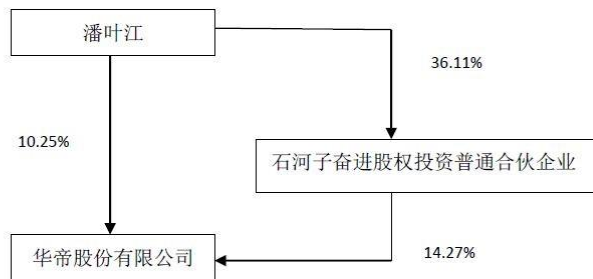 潘叶江
36.11%
10.25%
石河子奋进股权投资普通合伙企业
华帝股份有限公司
14.27%